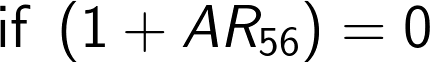 if (1 + AR₅₆) = 0